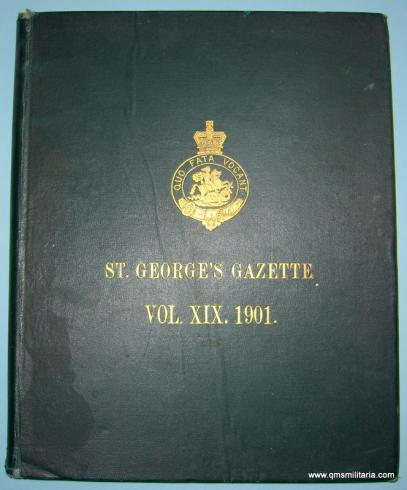 QUO FATA VOCANT
ST. GEORGE'S GAZETTE
VOL. XIX. 1901.
www.qmsmilitaria.com